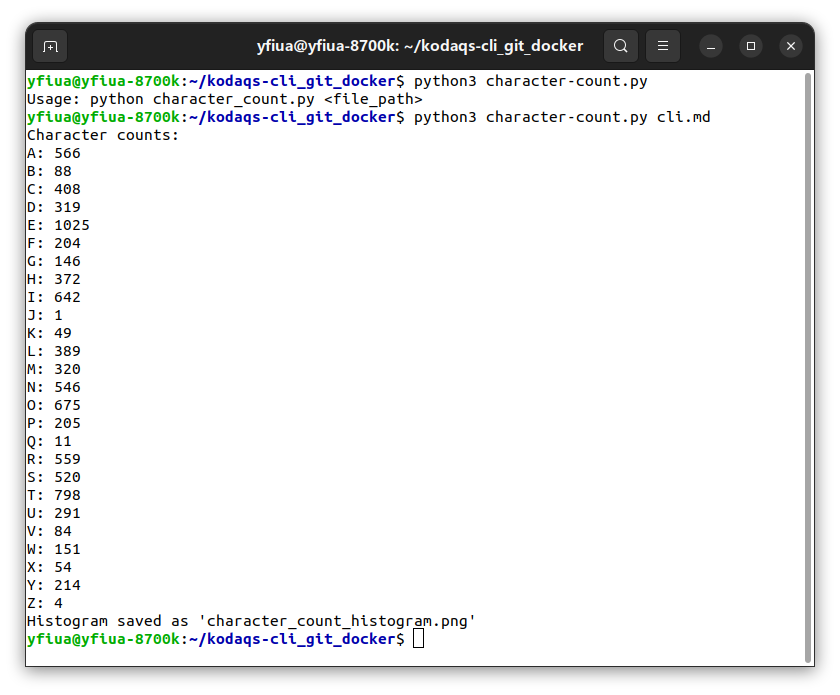 yfiua@yfiua-8700k: ~/kodaqs-cli_git_docker
yfiua@yfiua-8700k:~/kodaqs-cli_git_docker$ python3 character-count.py
Usage: python character_count.py <file_path>
yfiua@yfiua-8700k:~/kodaqs-cli_git_docker$ python3 character-count.py cli.md
Character counts:
A: 566
B: 88
C: 408
D: 319
E: 1025
F: 204
G: 146
H: 372
I: 642
J: 1
K: 49
L: 389
M: 320
N: 546
O: 675
P: 205
Q: 11
R: 559
S: 520
T: 798
U: 291
V: 84
W: 151
X: 54
Y: 214
Z: 4
Histogram saved as 'character_count_histogram.png'
yfiua@yfiua-8700k:~/kodaqs-cli_git_docker$